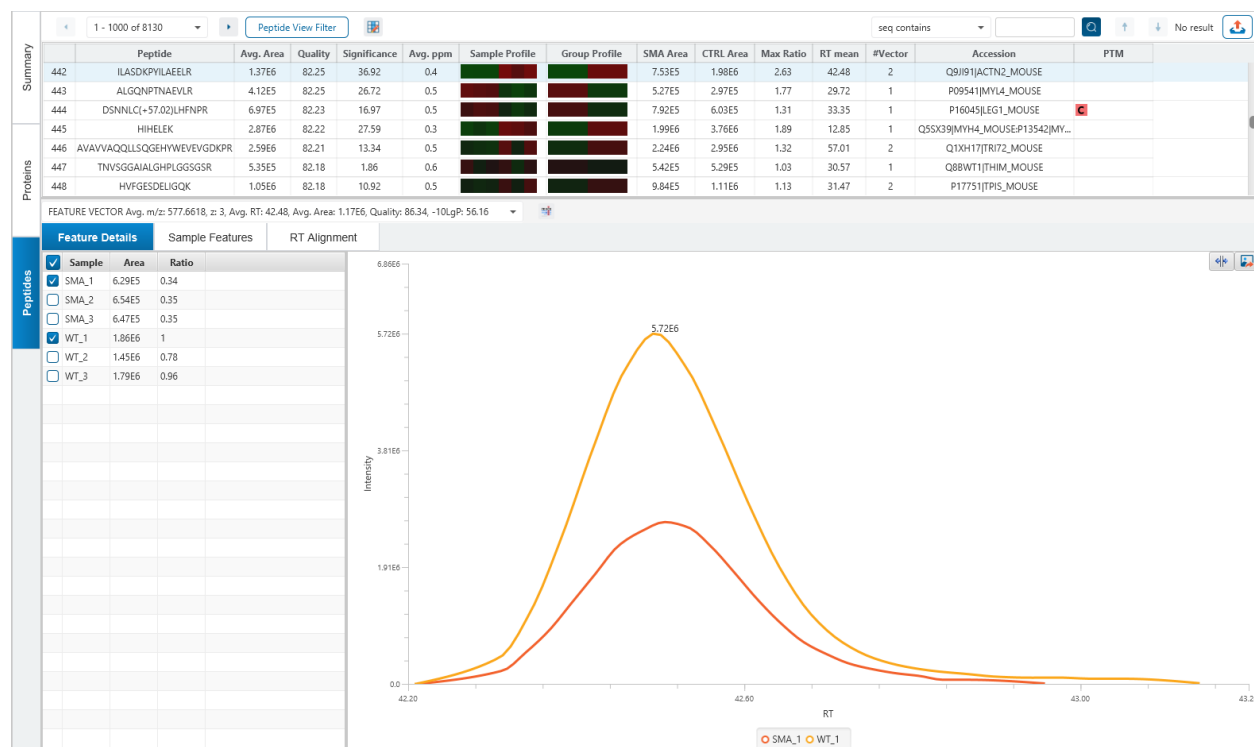 1 - 1000 of 8130 Peptide View Filter seq contains No result
Summary
Proteins
Peptides
Peptide Avg. Area Quality Significance Avg. ppm Sample Profile Group Profile SMA Area CTRL Area Max Ratio RT mean #Vector Accession PTM
442 ILASDKPYILAEELR 1.37E6 82.25 36.92 0.4 7.53E5 1.98E6 2.63 42.48 2 Q9JI91|ACTN2_MOUSE
443 ALGQNPTNAEVLR 4.12E5 82.25 26.72 0.5 5.27E5 2.97E5 1.77 29.72 1 P09541|MYL4_MOUSE
444 DSNNLC(+57.02)LHFNPR 6.97E5 82.23 16.97 0.5 7.92E5 6.03E5 1.31 33.35 1 P16045|LEG1_MOUSE C
445 HIHELEK 2.87E6 82.22 27.59 0.3 1.99E6 3.76E6 1.89 12.85 1 Q5SX39|MYH4_MOUSE:P13542|MY...
446 AVAVVAQQLLSQGEHYWEVEVGDKPR 2.59E6 82.21 13.34 0.5 2.24E6 2.95E6 1.32 57.01 2 Q1XH17|TRI72_MOUSE
447 TNVSGGAIALGHPLGGSGSR 5.35E5 82.18 1.86 0.6 5.42E5 5.29E5 1.03 30.57 1 Q8BWT1|THIM_MOUSE
448 HVFGESDELIGQK 1.05E6 82.18 10.92 0.5 9.84E5 1.11E6 1.13 31.47 2 P17751|TPIS_MOUSE
FEATURE VECTOR Avg. m/z: 577.6618, z: 3, Avg. RT: 42.48, Avg. Area: 1.17E6, Quality: 86.34, -10LgP: 56.16
Feature Details Sample Features RT Alignment
Sample Area Ratio
SMA_1 6.29E5 0.34
SMA_2 6.54E5 0.35
SMA_3 6.47E5 0.35
WT_1 1.86E6 1
WT_2 1.45E6 0.78
WT_3 1.79E6 0.96
6.86E6
5.72E6
5.72E6
3.81E6
Intensity
1.91E6
0.0
42.20 42.60 43.00 43.2
RT
SMA_1 WT_1